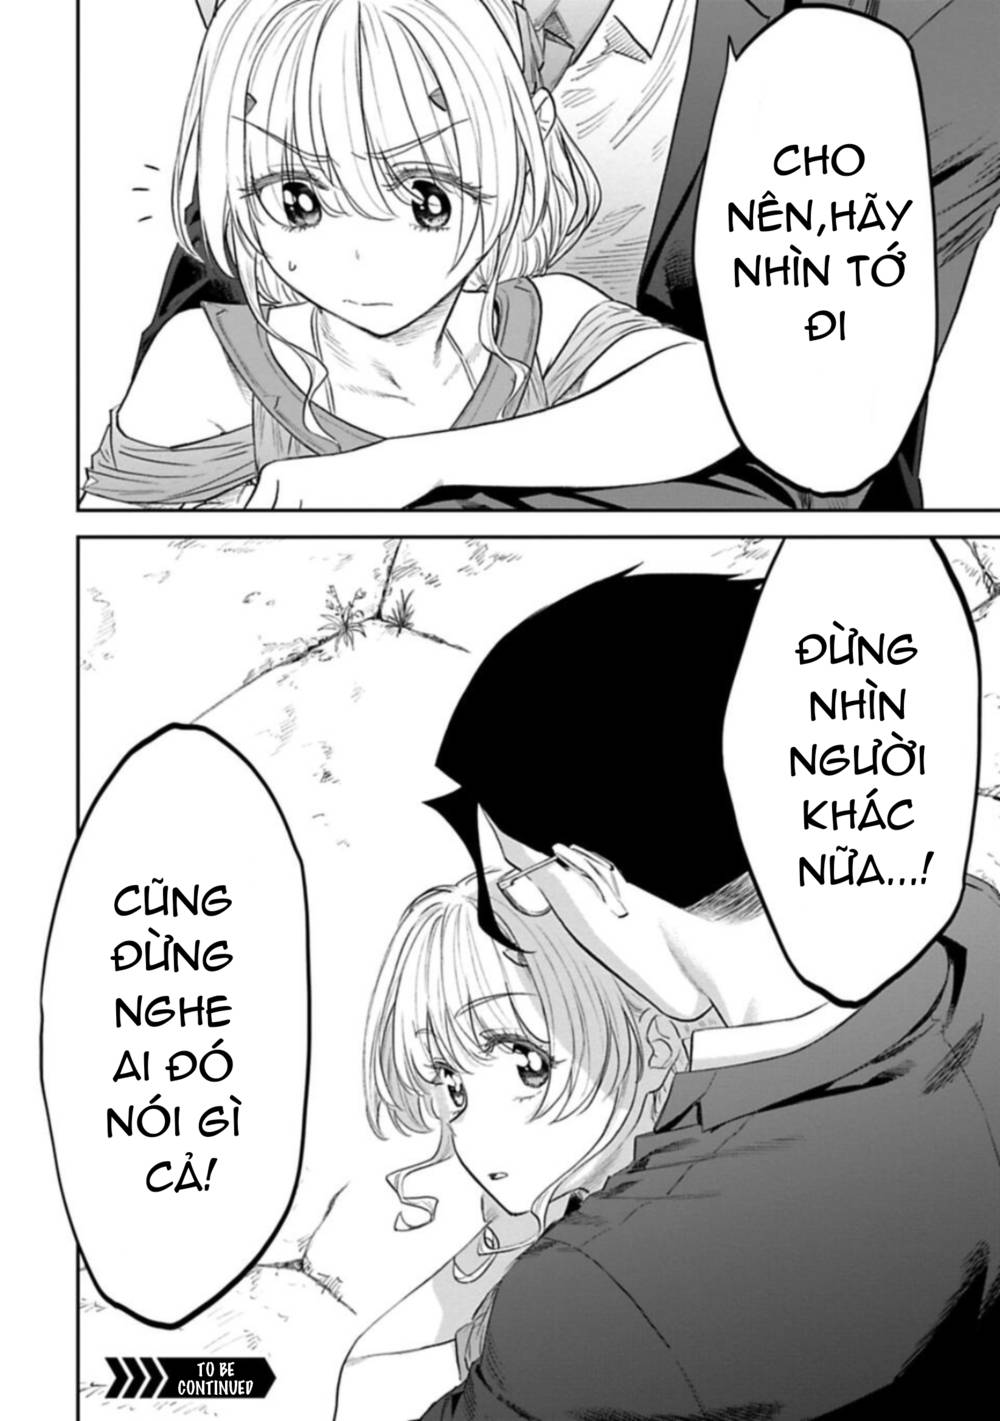 CHO
NÊN,HÃY
NHÌN TỚ
ĐI
ĐỪNG
NHÌN
NGƯỜI
KHÁC
NỮA...!
CŨNG
ĐỪNG
NGHE
AI ĐÓ
NÓI GÌ
CẢ!
TO BE
CONTINUED